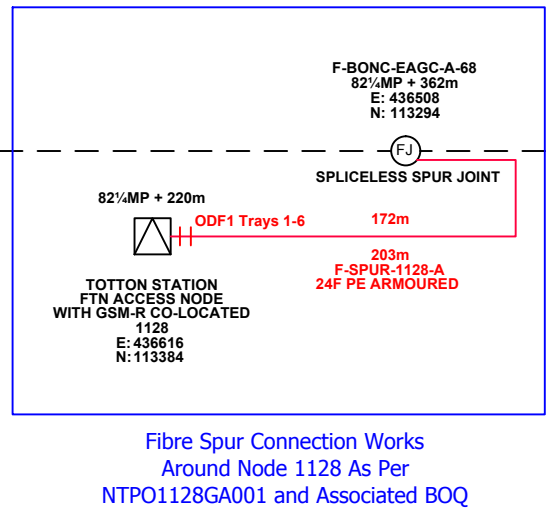 F-BONC-EAGC-A-68
82¼MP + 362m
E: 436508
N: 113294
FJ
SPLICELESS SPUR JOINT
82¼MP + 220m
ODF1 Trays 1-6
172m
203m
F-SPUR-1128-A
24F PE ARMOURED
TOTTON STATION
FTN ACCESS NODE
WITH GSM-R CO-LOCATED
1128
E: 436616
N: 113384
Fibre Spur Connection Works
Around Node 1128 As Per
NTPO1128GA001 and Associated BOQ